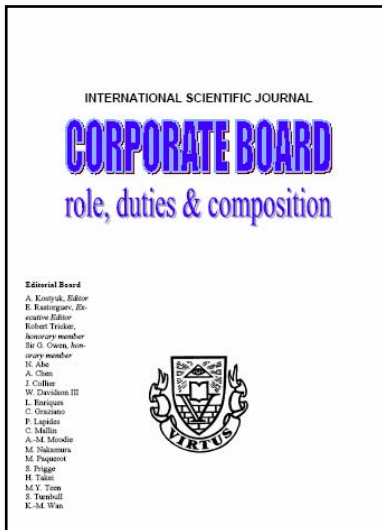 INTERNATIONAL SCIENTIFIC JOURNAL
CORPORATE BOARD
role, duties & composition
Editorial Board
A. Kostyuk, Editor
E. Rastorguev, Ex-
ecutive Editor
Robert Tricker,
honorary member
Sir G. Owen, hon-
orary member
N. Abe
A. Chen
J. Collier
W. Davidson III
L. Enriques
C. Graziano
P. Lapides
C. Mallin
A.-M. Moodie
M. Nakamura
M. Paquerot
S. Prigge
H. Takei
M.Y. Teen
S. Turnbull
K.-M. Wan
VIRTUS